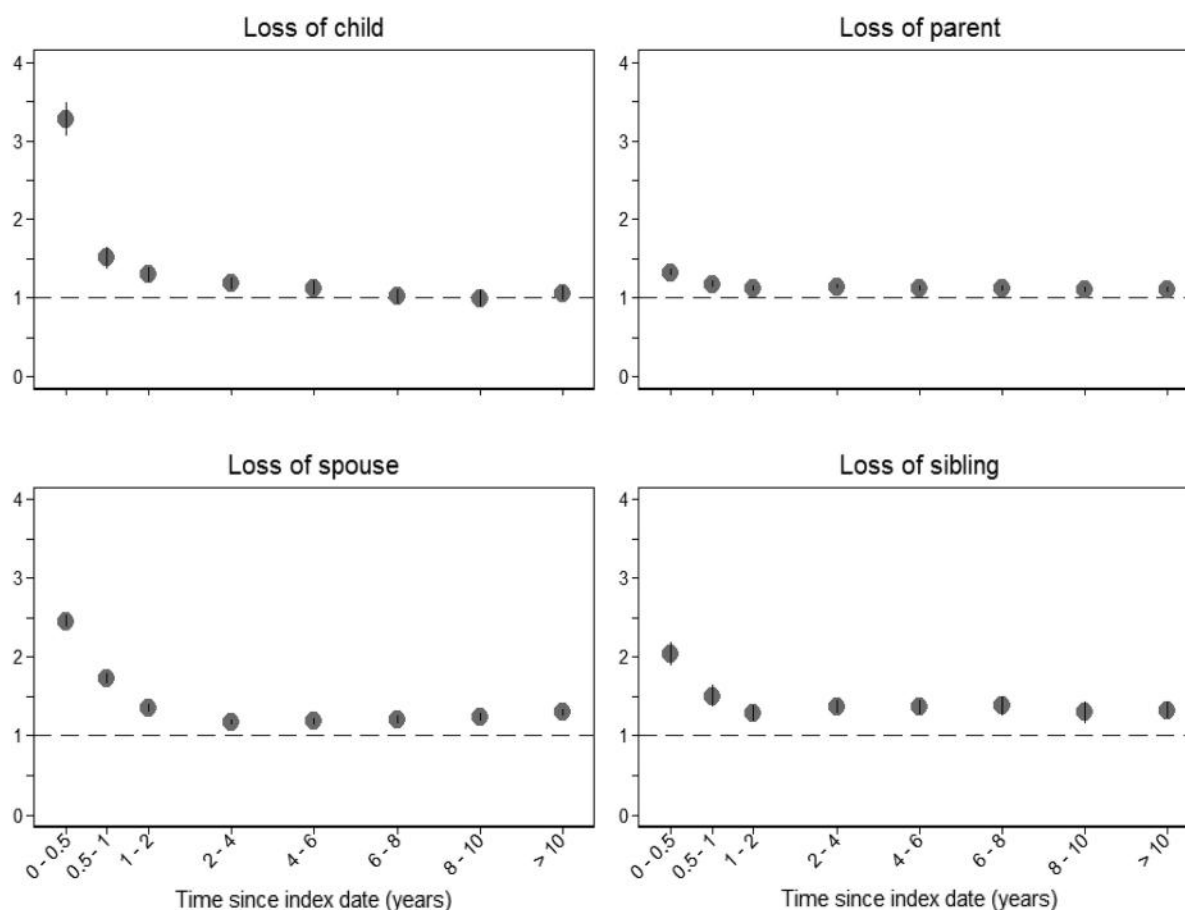 Loss of child
4
3
2
1
0
Loss of parent
4
3
2
1
0
Loss of spouse
4
3
2
1
0
0 - 0.5
0.5 - 1
1 - 2
2 - 4
4 - 6
6 - 8
8 - 10
> 10
Time since index date (years)
Loss of sibling
4
3
2
1
0
0 - 0.5
0.5 - 1
1 - 2
2 - 4
4 - 6
6 - 8
8 - 10
> 10
Time since index date (years)